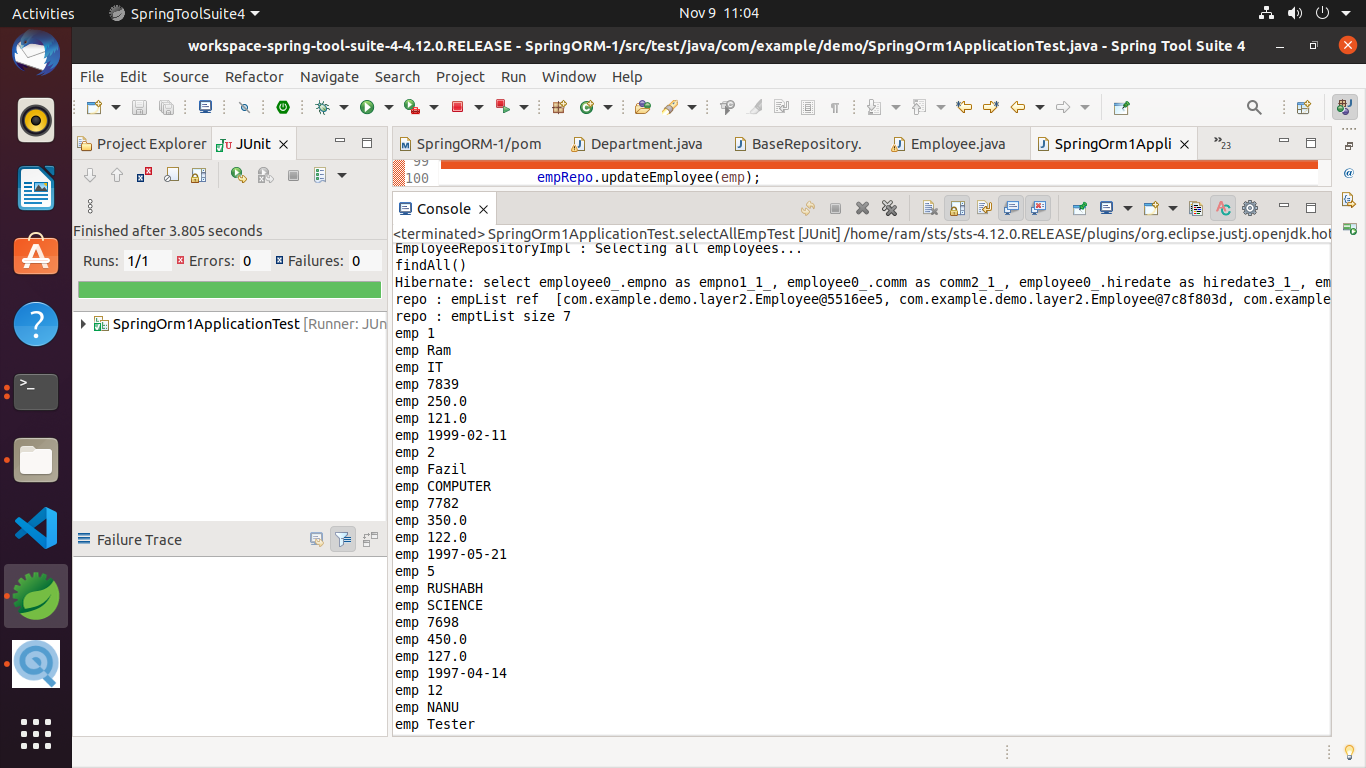 Activities SpringToolSuite4 Nov 9 11:04
workspace-spring-tool-suite-4-4.12.0.RELEASE - SpringORM-1/src/test/java/com/example/demo/SpringOrm1ApplicationTest.java - Spring Tool Suite 4
File Edit Source Refactor Navigate Search Project Run Window Help
Project Explorer JUnit
SpringORM-1/pom Department.java BaseRepository. Employee.java SpringOrm1Appli »23
99
100 empRepo.updateEmployee(emp);
Finished after 3.805 seconds
Runs: 1/1 Errors: 0 Failures: 0
SpringOrm1ApplicationTest [Runner: JUn
Failure Trace
Console
<terminated> SpringOrm1ApplicationTest.selectAllEmpTest [JUnit] /home/ram/sts/sts-4.12.0.RELEASE/plugins/org.eclipse.justj.openjdk.hot
EmployeeRepositoryImpl : Selecting all employees...
findAll()
Hibernate: select employee0_.empno as empno1_1_, employee0_.comm as comm2_1_, employee0_.hiredate as hiredate3_1_, em
repo : empList ref  [com.example.demo.layer2.Employee@5516ee5, com.example.demo.layer2.Employee@7c8f803d, com.example
repo : emptList size 7
emp 1
emp Ram
emp IT
emp 7839
emp 250.0
emp 121.0
emp 1999-02-11
emp 2
emp Fazil
emp COMPUTER
emp 7782
emp 350.0
emp 122.0
emp 1997-05-21
emp 5
emp RUSHABH
emp SCIENCE
emp 7698
emp 450.0
emp 127.0
emp 1997-04-14
emp 12
emp NANU
emp Tester